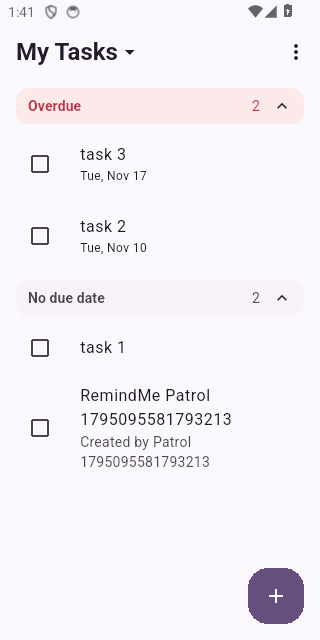 1:41
My Tasks
Overdue 2
task 3
Tue, Nov 17
task 2
Tue, Nov 10
No due date 2
task 1
RemindMe Patrol
1795095581793213
Created by Patrol
1795095581793213